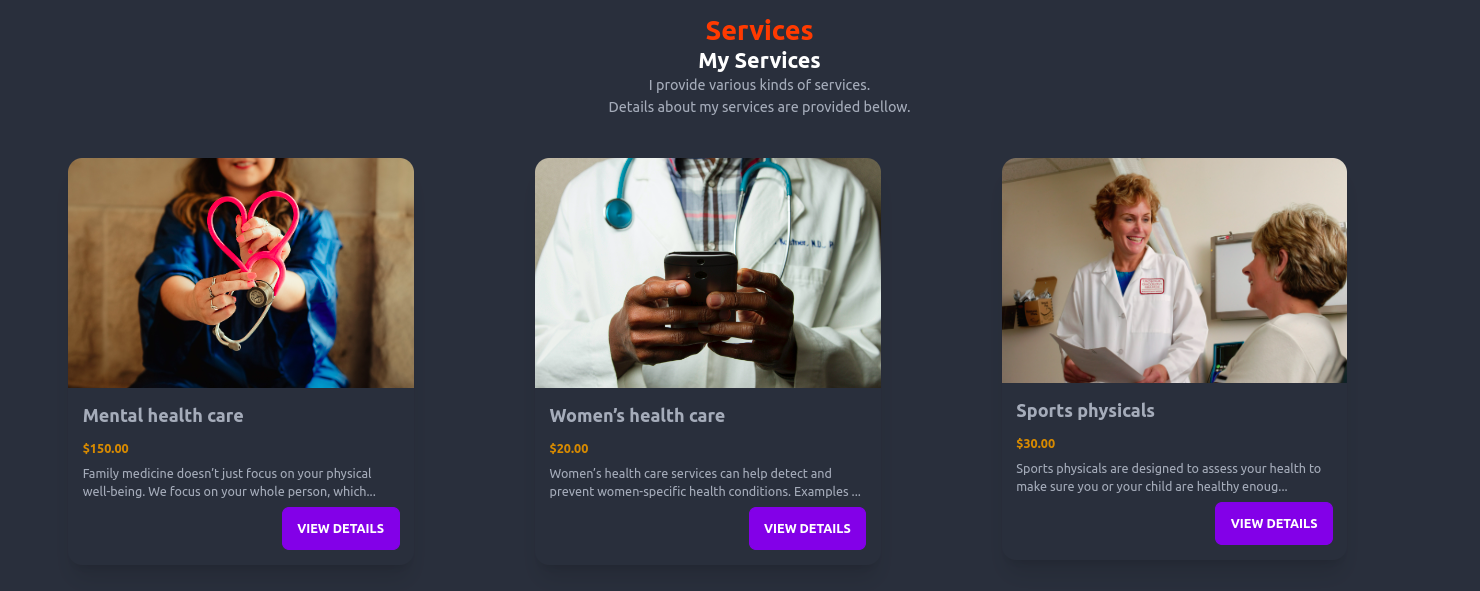 Services
My Services
I provide various kinds of services.
Details about my services are provided bellow.
Mental health care
$150.00
Family medicine doesn’t just focus on your physical
well-being. We focus on your whole person, which...
VIEW DETAILS
Women’s health care
$20.00
Women’s health care services can help detect and
prevent women-specific health conditions. Examples ...
VIEW DETAILS
Sports physicals
$30.00
Sports physicals are designed to assess your health to
make sure you or your child are healthy enoug...
VIEW DETAILS